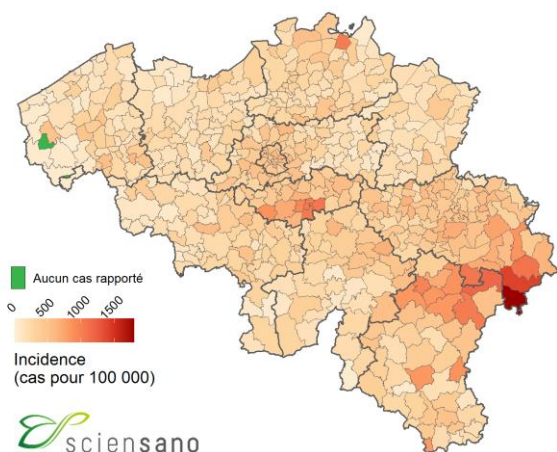 Aucun cas rapporté
0 500 1000 1500
Incidence
(cas pour 100 000)
sciensano